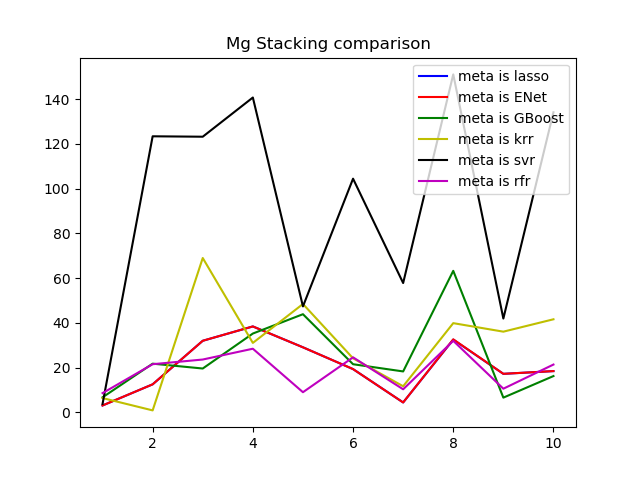 Mg Stacking comparison
meta is lasso
meta is ENet
meta is GBoost
meta is krr
meta is svr
meta is rfr
140
120
100
80
60
40
20
0
2
4
6
8
10